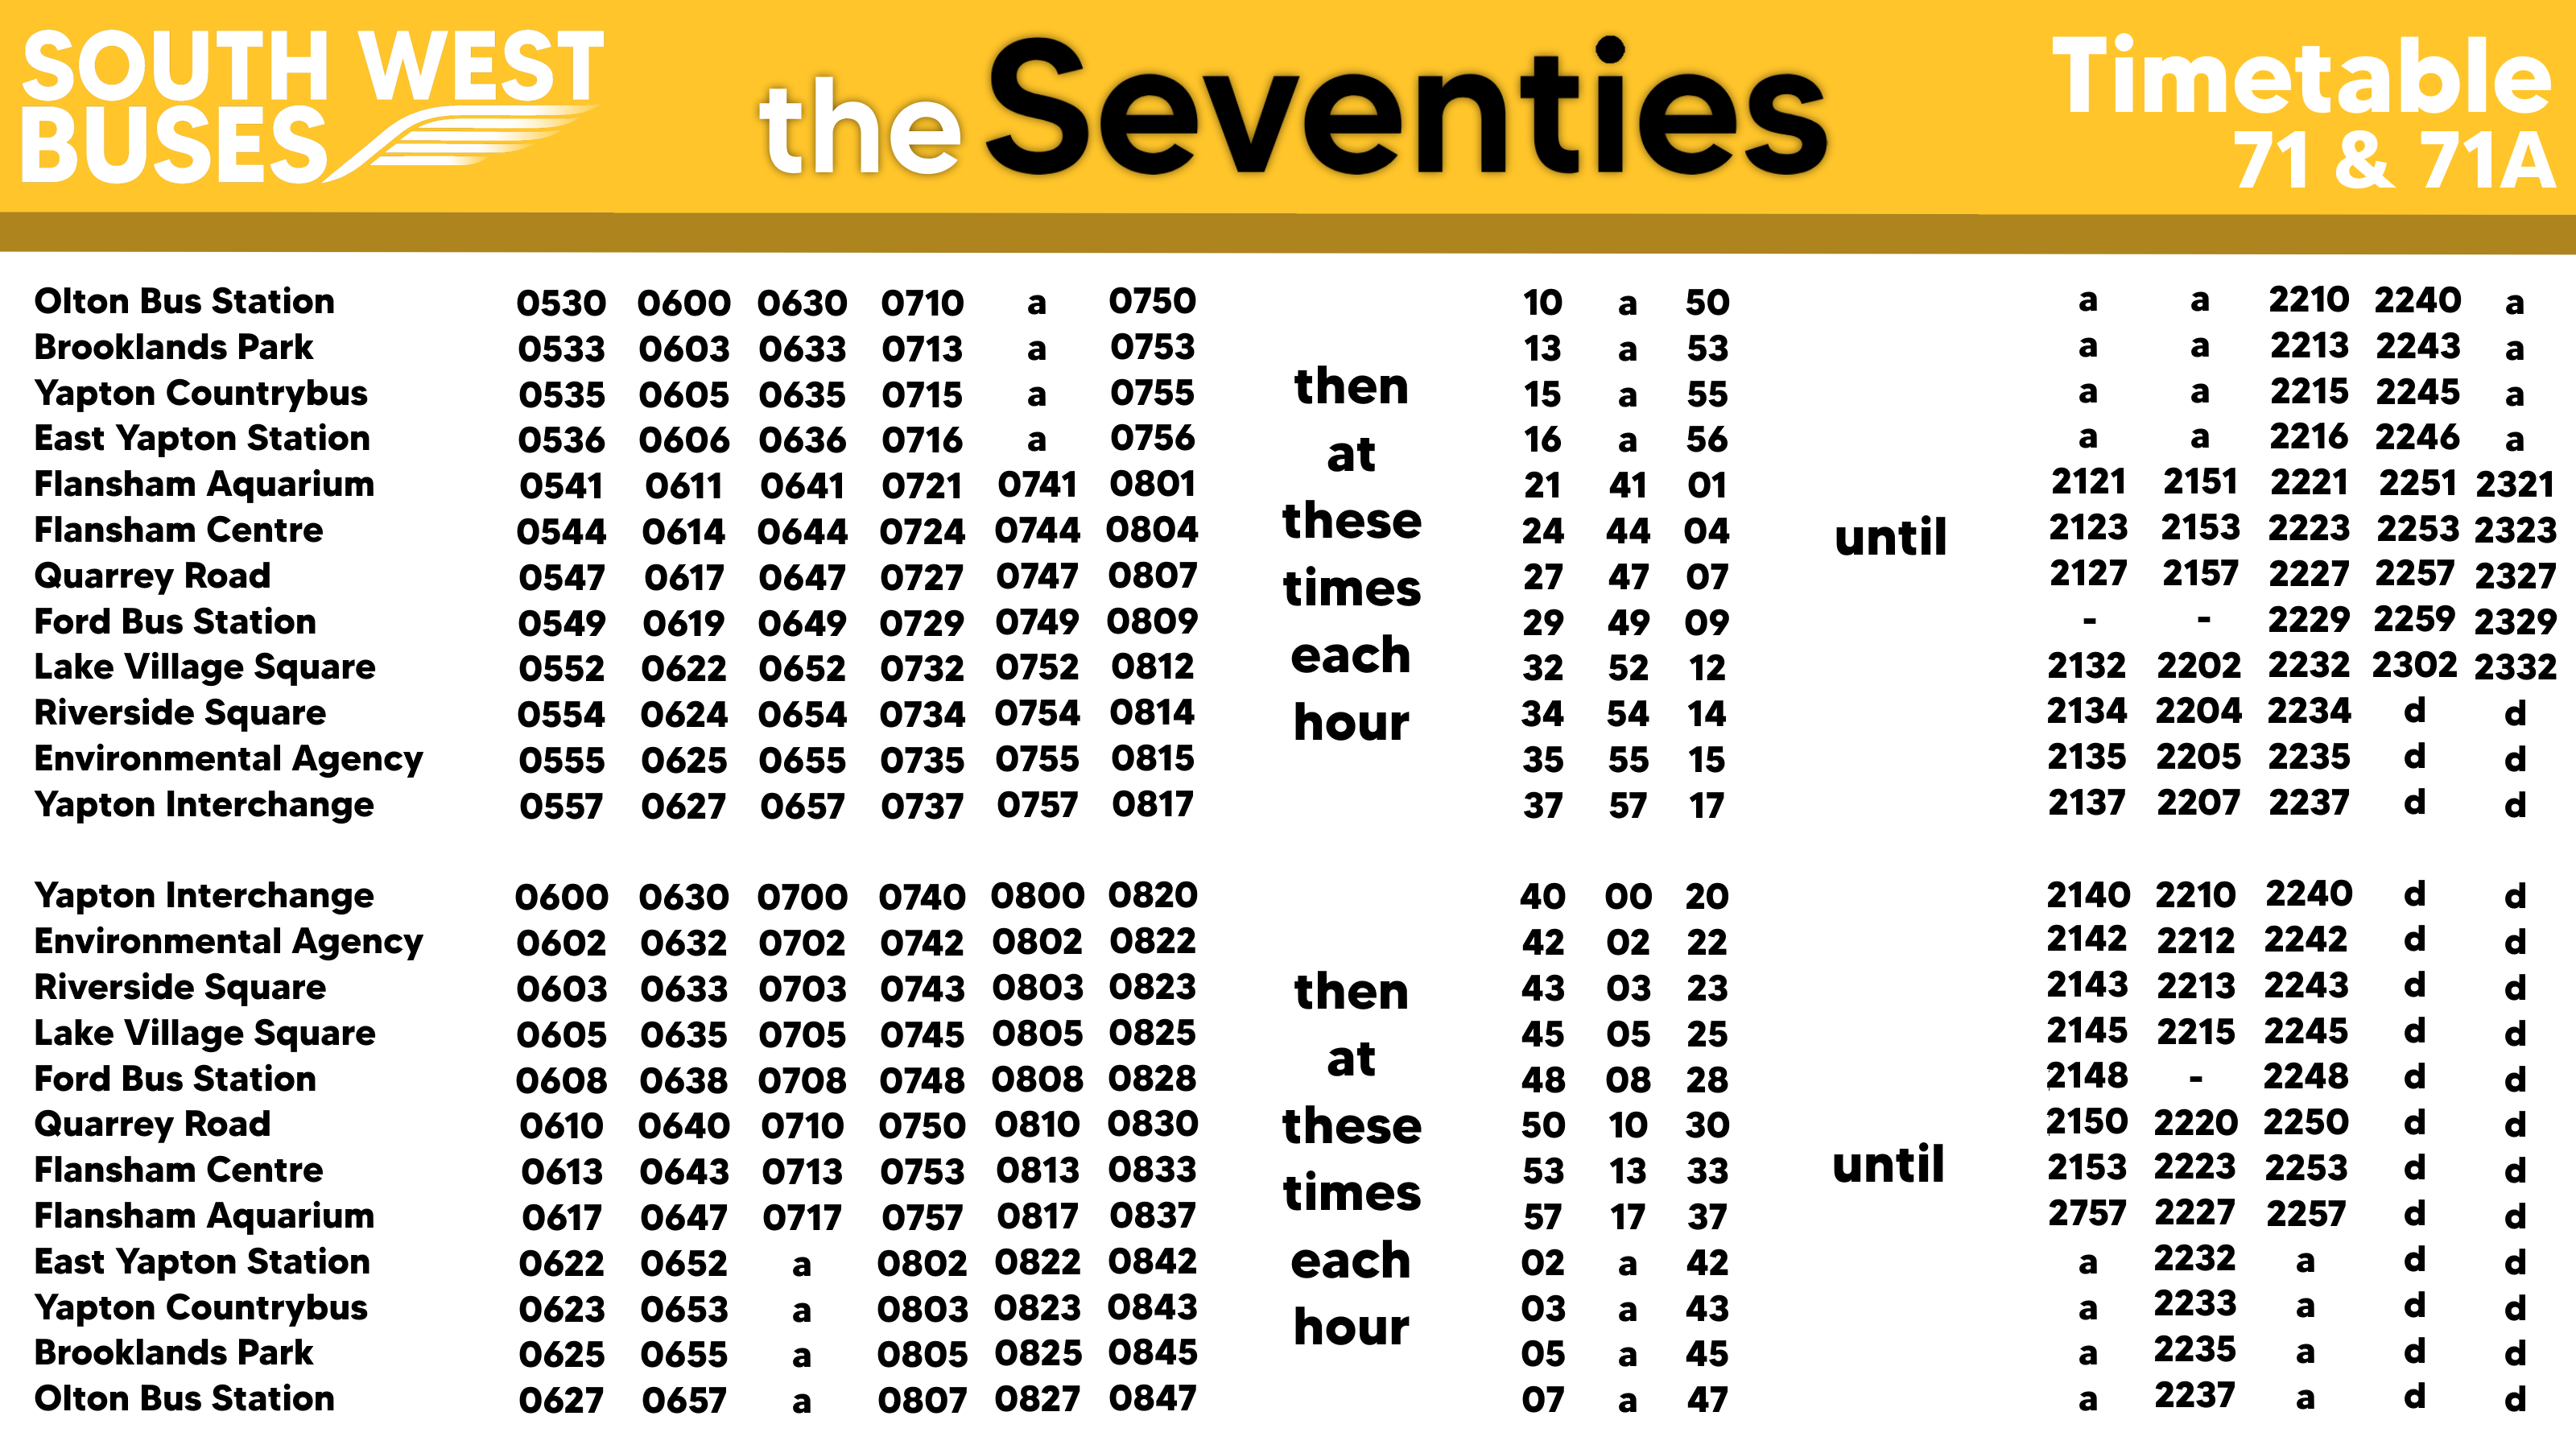 SOUTH WEST
BUSES
the Seventies
Timetable
71 & 71A
Olton Bus Station 0530 0600 0630 0710 a 0750 10 a 50 a a 2210 2240 a
Brooklands Park 0533 0603 0633 0713 a 0753 13 a 53 a a 2213 2243 a
Yapton Countrybus 0535 0605 0635 0715 a 0755 then 15 a 55 a a 2215 2245 a
East Yapton Station 0536 0606 0636 0716 a 0756 at 16 a 56 a a 2216 2246 a
Flansham Aquarium 0541 0611 0641 0721 0741 0801 21 41 01 2121 2151 2221 2251 2321
Flansham Centre 0544 0614 0644 0724 0744 0804 these 24 44 04 until 2123 2153 2223 2253 2323
Quarrey Road 0547 0617 0647 0727 0747 0807 times 27 47 07 2127 2157 2227 2257 2327
Ford Bus Station 0549 0619 0649 0729 0749 0809 29 49 09 - - 2229 2259 2329
Lake Village Square 0552 0622 0652 0732 0752 0812 each 32 52 12 2132 2202 2232 2302 2332
Riverside Square 0554 0624 0654 0734 0754 0814 hour 34 54 14 2134 2204 2234 d d
Environmental Agency 0555 0625 0655 0735 0755 0815 35 55 15 2135 2205 2235 d d
Yapton Interchange 0557 0627 0657 0737 0757 0817 37 57 17 2137 2207 2237 d d
Yapton Interchange 0600 0630 0700 0740 0800 0820 40 00 20 2140 2210 2240 d d
Environmental Agency 0602 0632 0702 0742 0802 0822 42 02 22 2142 2212 2242 d d
Riverside Square 0603 0633 0703 0743 0803 0823 then 43 03 23 2143 2213 2243 d d
Lake Village Square 0605 0635 0705 0745 0805 0825 at 45 05 25 2145 2215 2245 d d
Ford Bus Station 0608 0638 0708 0748 0808 0828 48 08 28 2148 - 2248 d d
Quarrey Road 0610 0640 0710 0750 0810 0830 these 50 10 30 2150 2220 2250 d d
Flansham Centre 0613 0643 0713 0753 0813 0833 times 53 13 33 until 2153 2223 2253 d d
Flansham Aquarium 0617 0647 0717 0757 0817 0837 57 17 37 2757 2227 2257 d d
East Yapton Station 0622 0652 a 0802 0822 0842 each 02 a 42 a 2232 a d d
Yapton Countrybus 0623 0653 a 0803 0823 0843 hour 03 a 43 a 2233 a d d
Brooklands Park 0625 0655 a 0805 0825 0845 05 a 45 a 2235 a d d
Olton Bus Station 0627 0657 a 0807 0827 0847 07 a 47 a 2237 a d d